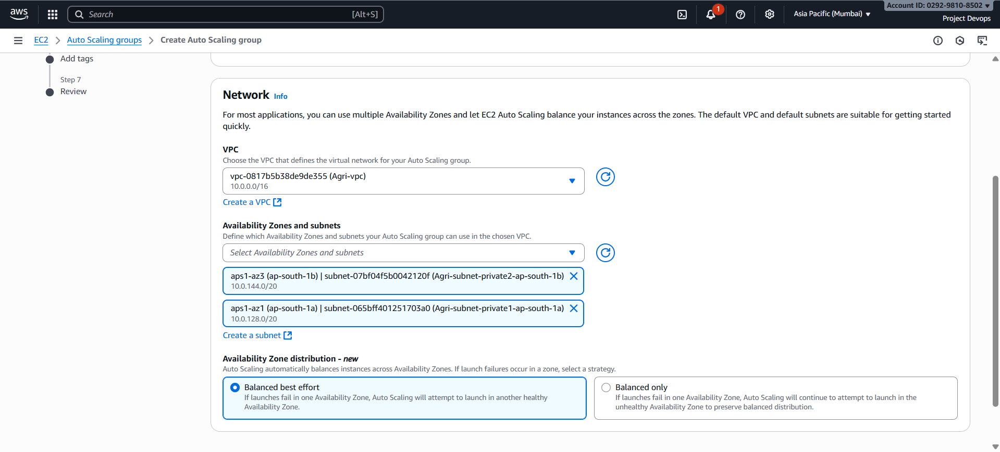 aws
Search
[Alt+S]
1
Asia Pacific (Mumbai)
Account ID: 0292-9810-8502
Project Devops
EC2
Auto Scaling groups
Create Auto Scaling group
Add tags
Step 7
Review
Network Info
For most applications, you can use multiple Availability Zones and let EC2 Auto Scaling balance your instances across the zones. The default VPC and default subnets are suitable for getting started
quickly.
VPC
Choose the VPC that defines the virtual network for your Auto Scaling group.
vpc-0817b5b38de9de355 (Agri-vpc)
10.0.0.0/16
Create a VPC
Availability Zones and subnets
Define which Availability Zones and subnets your Auto Scaling group can use in the chosen VPC.
Select Availability Zones and subnets
aps1-az3 (ap-south-1b) | subnet-07bf04f5b0042120f (Agri-subnet-private2-ap-south-1b)
10.0.144.0/20
aps1-az1 (ap-south-1a) | subnet-065bff401251703a0 (Agri-subnet-private1-ap-south-1a)
10.0.128.0/20
Create a subnet
Availability Zone distribution - new
Auto Scaling automatically balances instances across Availability Zones. If launch failures occur in a zone, select a strategy.
Balanced best effort
If launches fail in one Availability Zone, Auto Scaling will attempt to launch in another healthy
Availability Zone.
Balanced only
If launches fail in one Availability Zone, Auto Scaling will continue to attempt to launch in the
unhealthy Availability Zone to preserve balanced distribution.